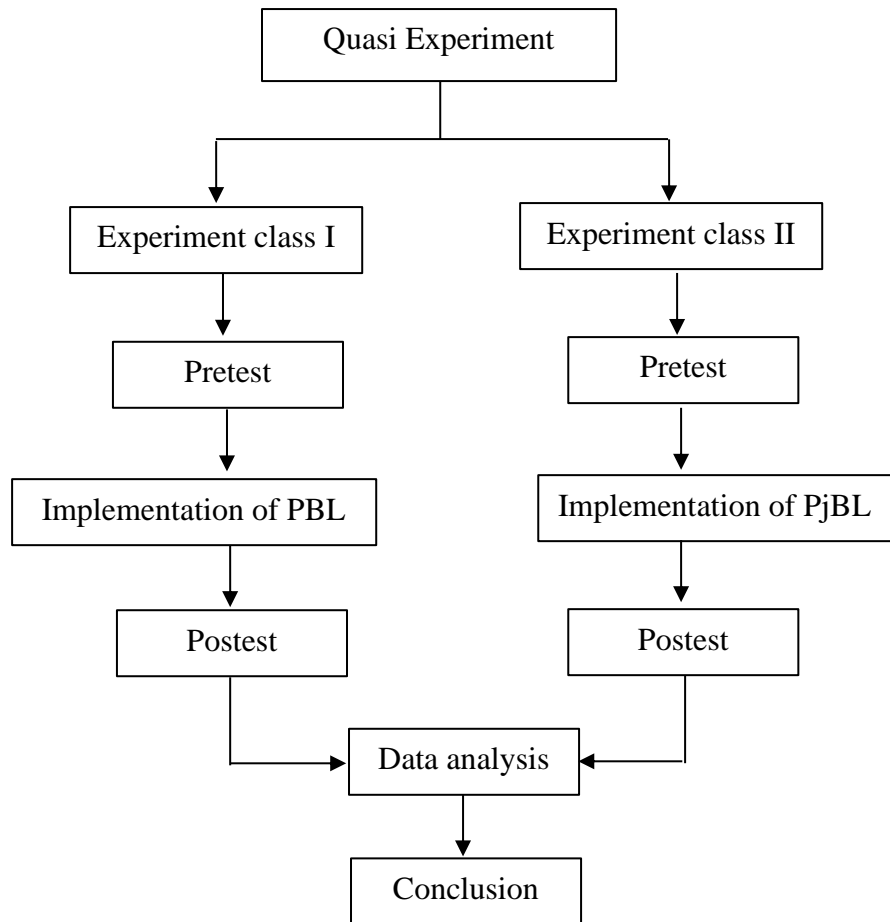 Quasi Experiment
Experiment class I
Experiment class II
Pretest
Pretest
Implementation of PBL
Implementation of PjBL
Postest
Postest
Data analysis
Conclusion